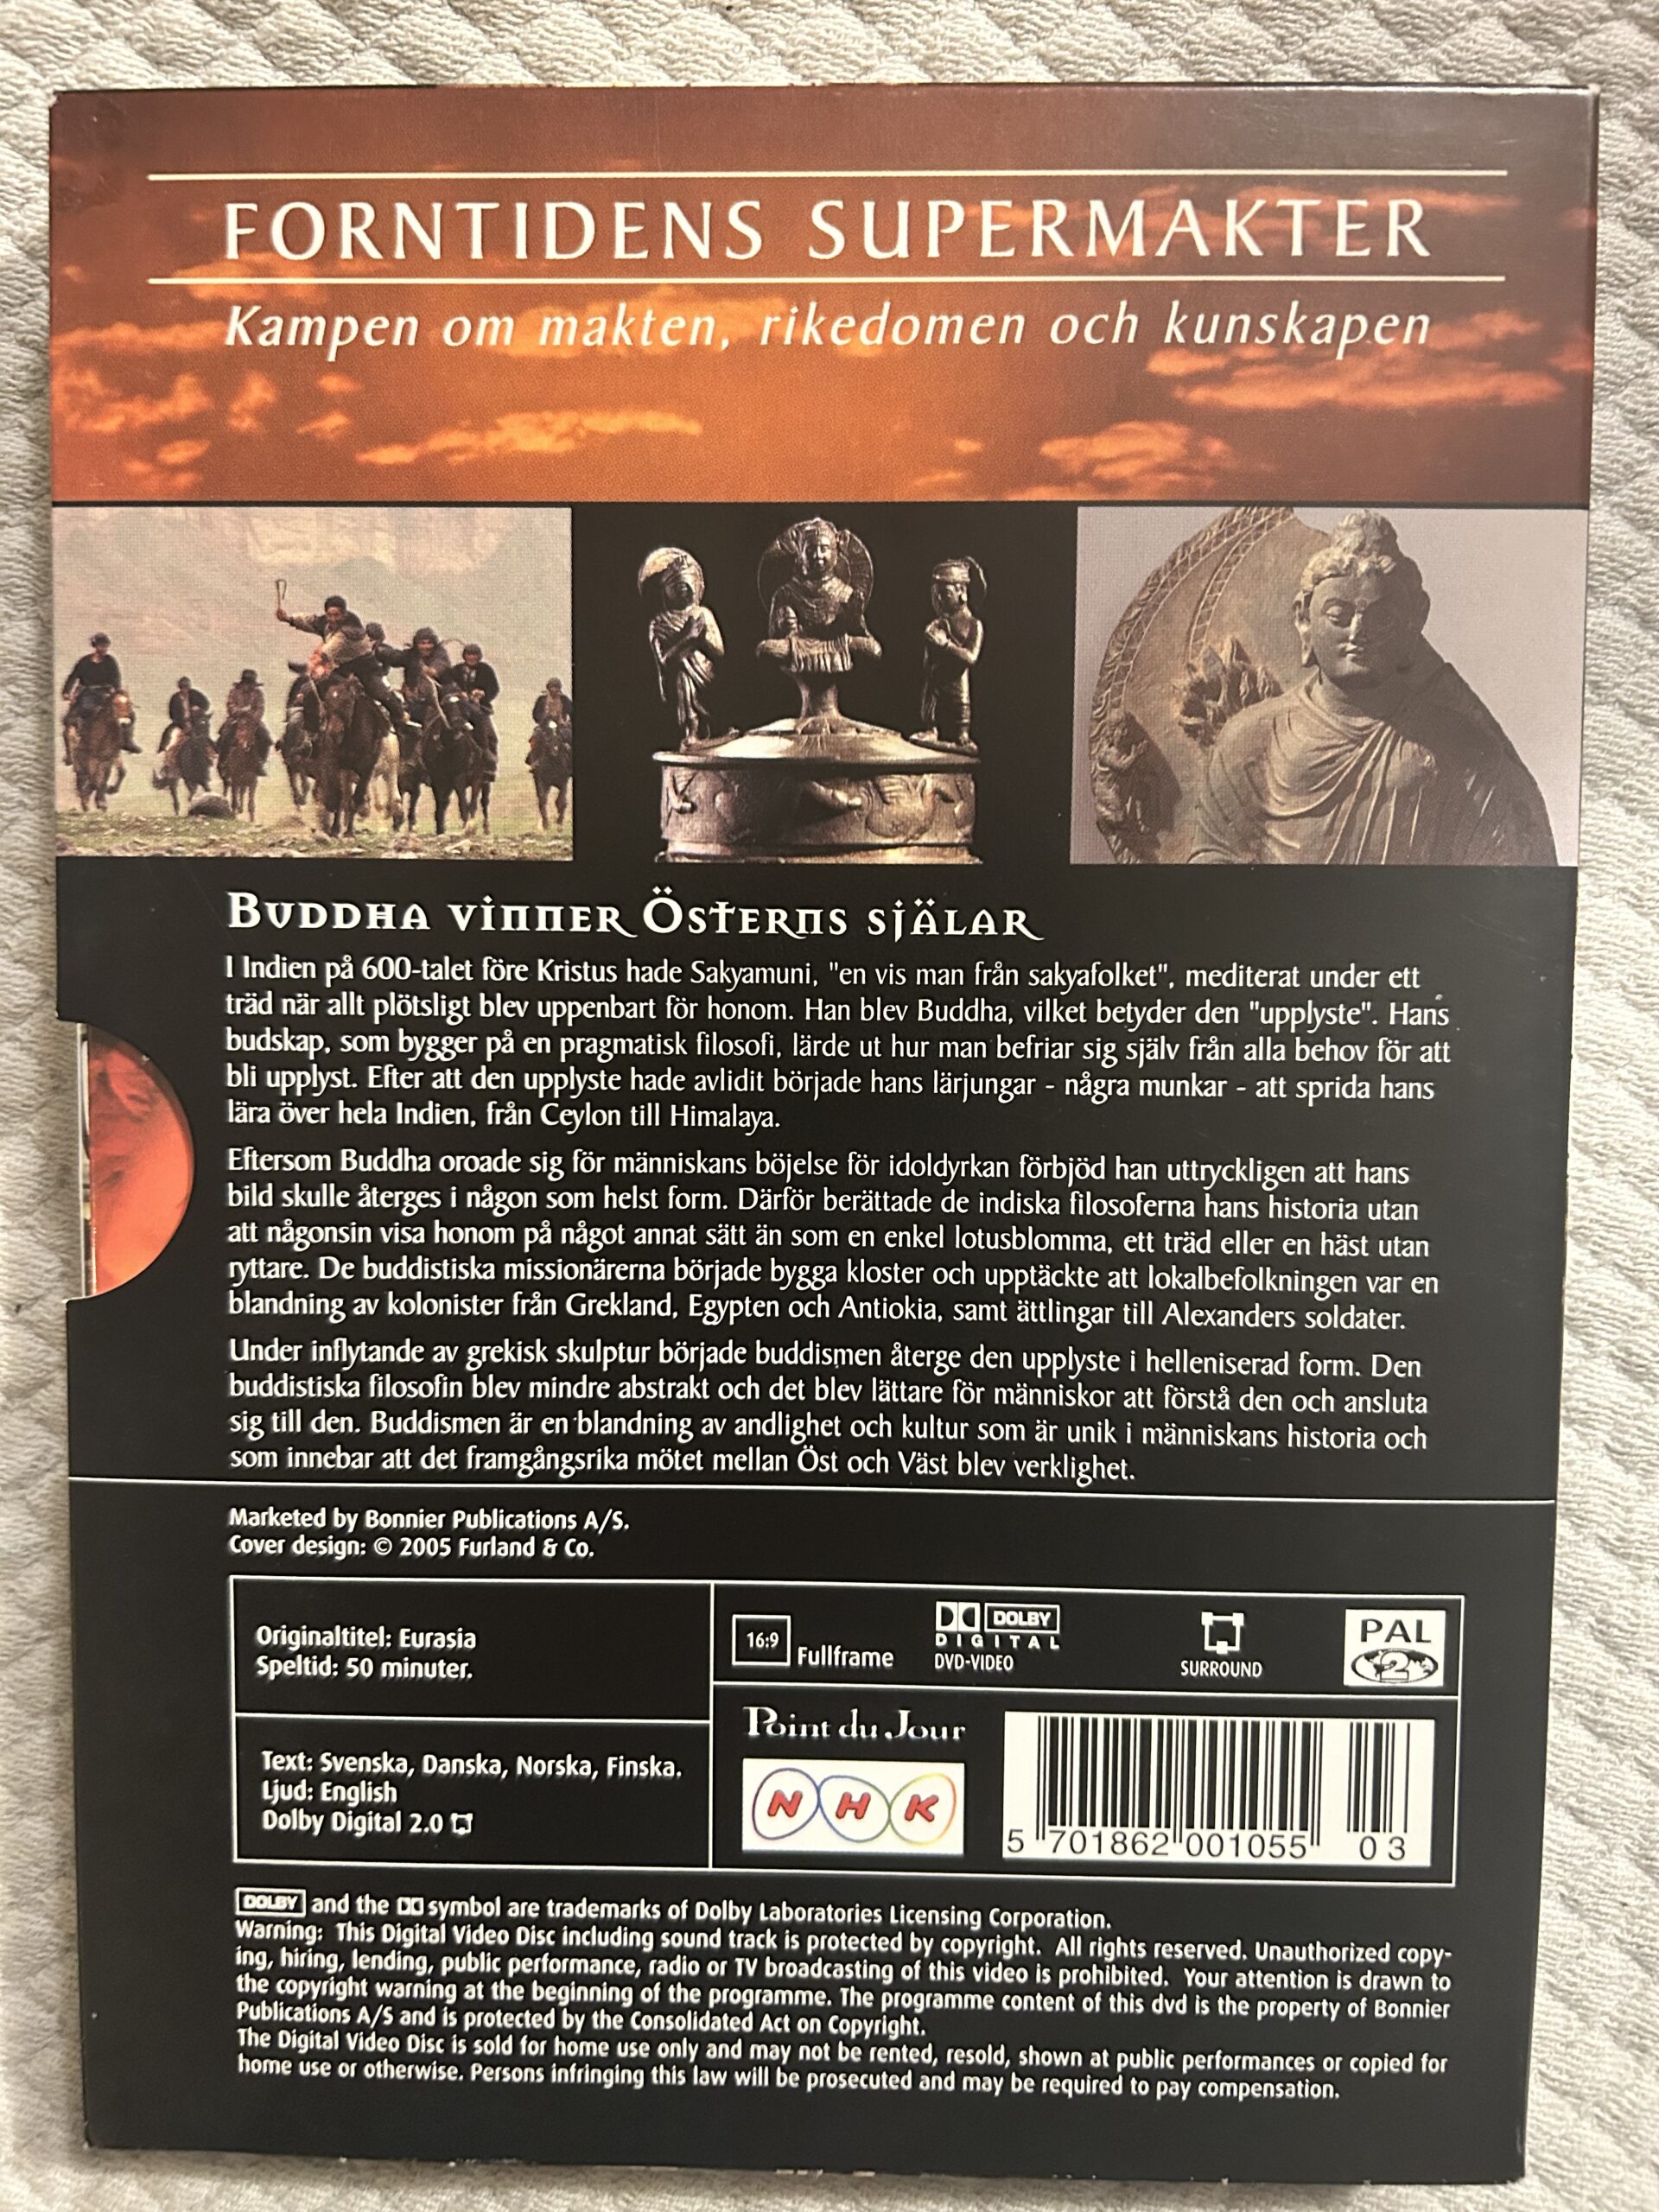 FORNTIDENS SUPERMAKTER
Kampen om makten, rikedomen och kunskapen
Buddha vinner Österns själar
I Indien på 600-talet före Kristus hade Sakyamuni, "en vis man från sakyafolket", mediterat under ett
träd när allt plötsligt blev uppenbart för honom. Han blev Buddha, vilket betyder den "upplyste". Hans
budskap, som bygger på en pragmatisk filosofi, lärde ut hur man befriar sig själv från alla behov för att
bli upplyst. Efter att den upplyste hade avlidit började hans lärjungar - några munkar - att sprida hans
lära över hela Indien, från Ceylon till Himalaya.
Eftersom Buddha oroade sig för människans böjelse för idoldyrkan förbjöd han uttryckligen att hans
bild skulle återges i någon som helst form. Därför berättade de indiska filosoferna hans historia utan
att någonsin visa honom på något annat sätt än som en enkel lotusblomma, ett träd eller en häst utan
ryttare. De buddistiska missionärerna började bygga kloster och upptäckte att lokalbefolkningen var en
blandning av kolonister från Grekland, Egypten och Antiokia, samt ättlingar till Alexanders soldater.
Under inflytande av grekisk skulptur började buddismen återge den upplyste i helleniserad form. Den
buddistiska filosofin blev mindre abstrakt och det blev lättare för människor att förstå den och ansluta
sig till den. Buddismen är en blandning av andlighet och kultur som är unik i människans historia och
som innebar att det framgångsrika mötet mellan Öst och Väst blev verklighet.
Marketed by Bonnier Publications A/S.
Cover design: © 2005 Furland & Co.
Originaltitel: Eurasia
Speltid: 50 minuter.
16:9 Fullframe
DOLBY
DIGITAL
DVD-VIDEO
SURROUND
PAL
2
Text: Svenska, Danska, Norska, Finska.
Ljud: English
Dolby Digital 2.0
Point du Jour
NHK
5 701862 001055 03
DOLBY and the symbol are trademarks of Dolby Laboratories Licensing Corporation.
Warning: This Digital Video Disc including sound track is protected by copyright. All rights reserved. Unauthorized copy-
ing, hiring, lending, public performance, radio or TV broadcasting of this video is prohibited. Your attention is drawn to
the copyright warning at the beginning of the programme. The programme content of this dvd is the property of Bonnier
Publications A/S and is protected by the Consolidated Act on Copyright.
The Digital Video Disc is sold for home use only and may not be rented, resold, shown at public performances or copied for
home use or otherwise. Persons infringing this law will be prosecuted and may be required to pay compensation.